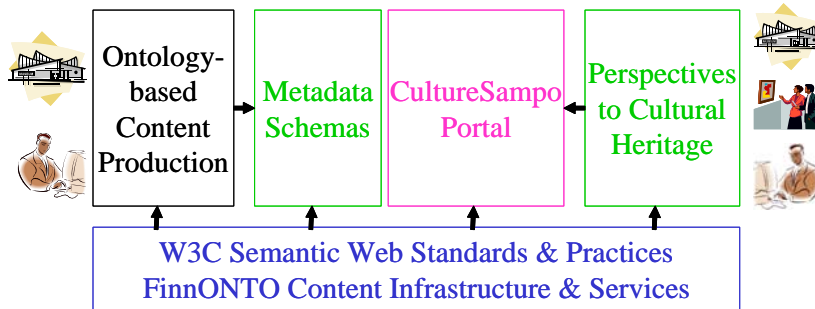 Ontology-
based
Content
Production
Metadata
Schemas
CultureSampo
Portal
Perspectives
to Cultural
Heritage
W3C Semantic Web Standards & Practices
FinnONTO Content Infrastructure & Services